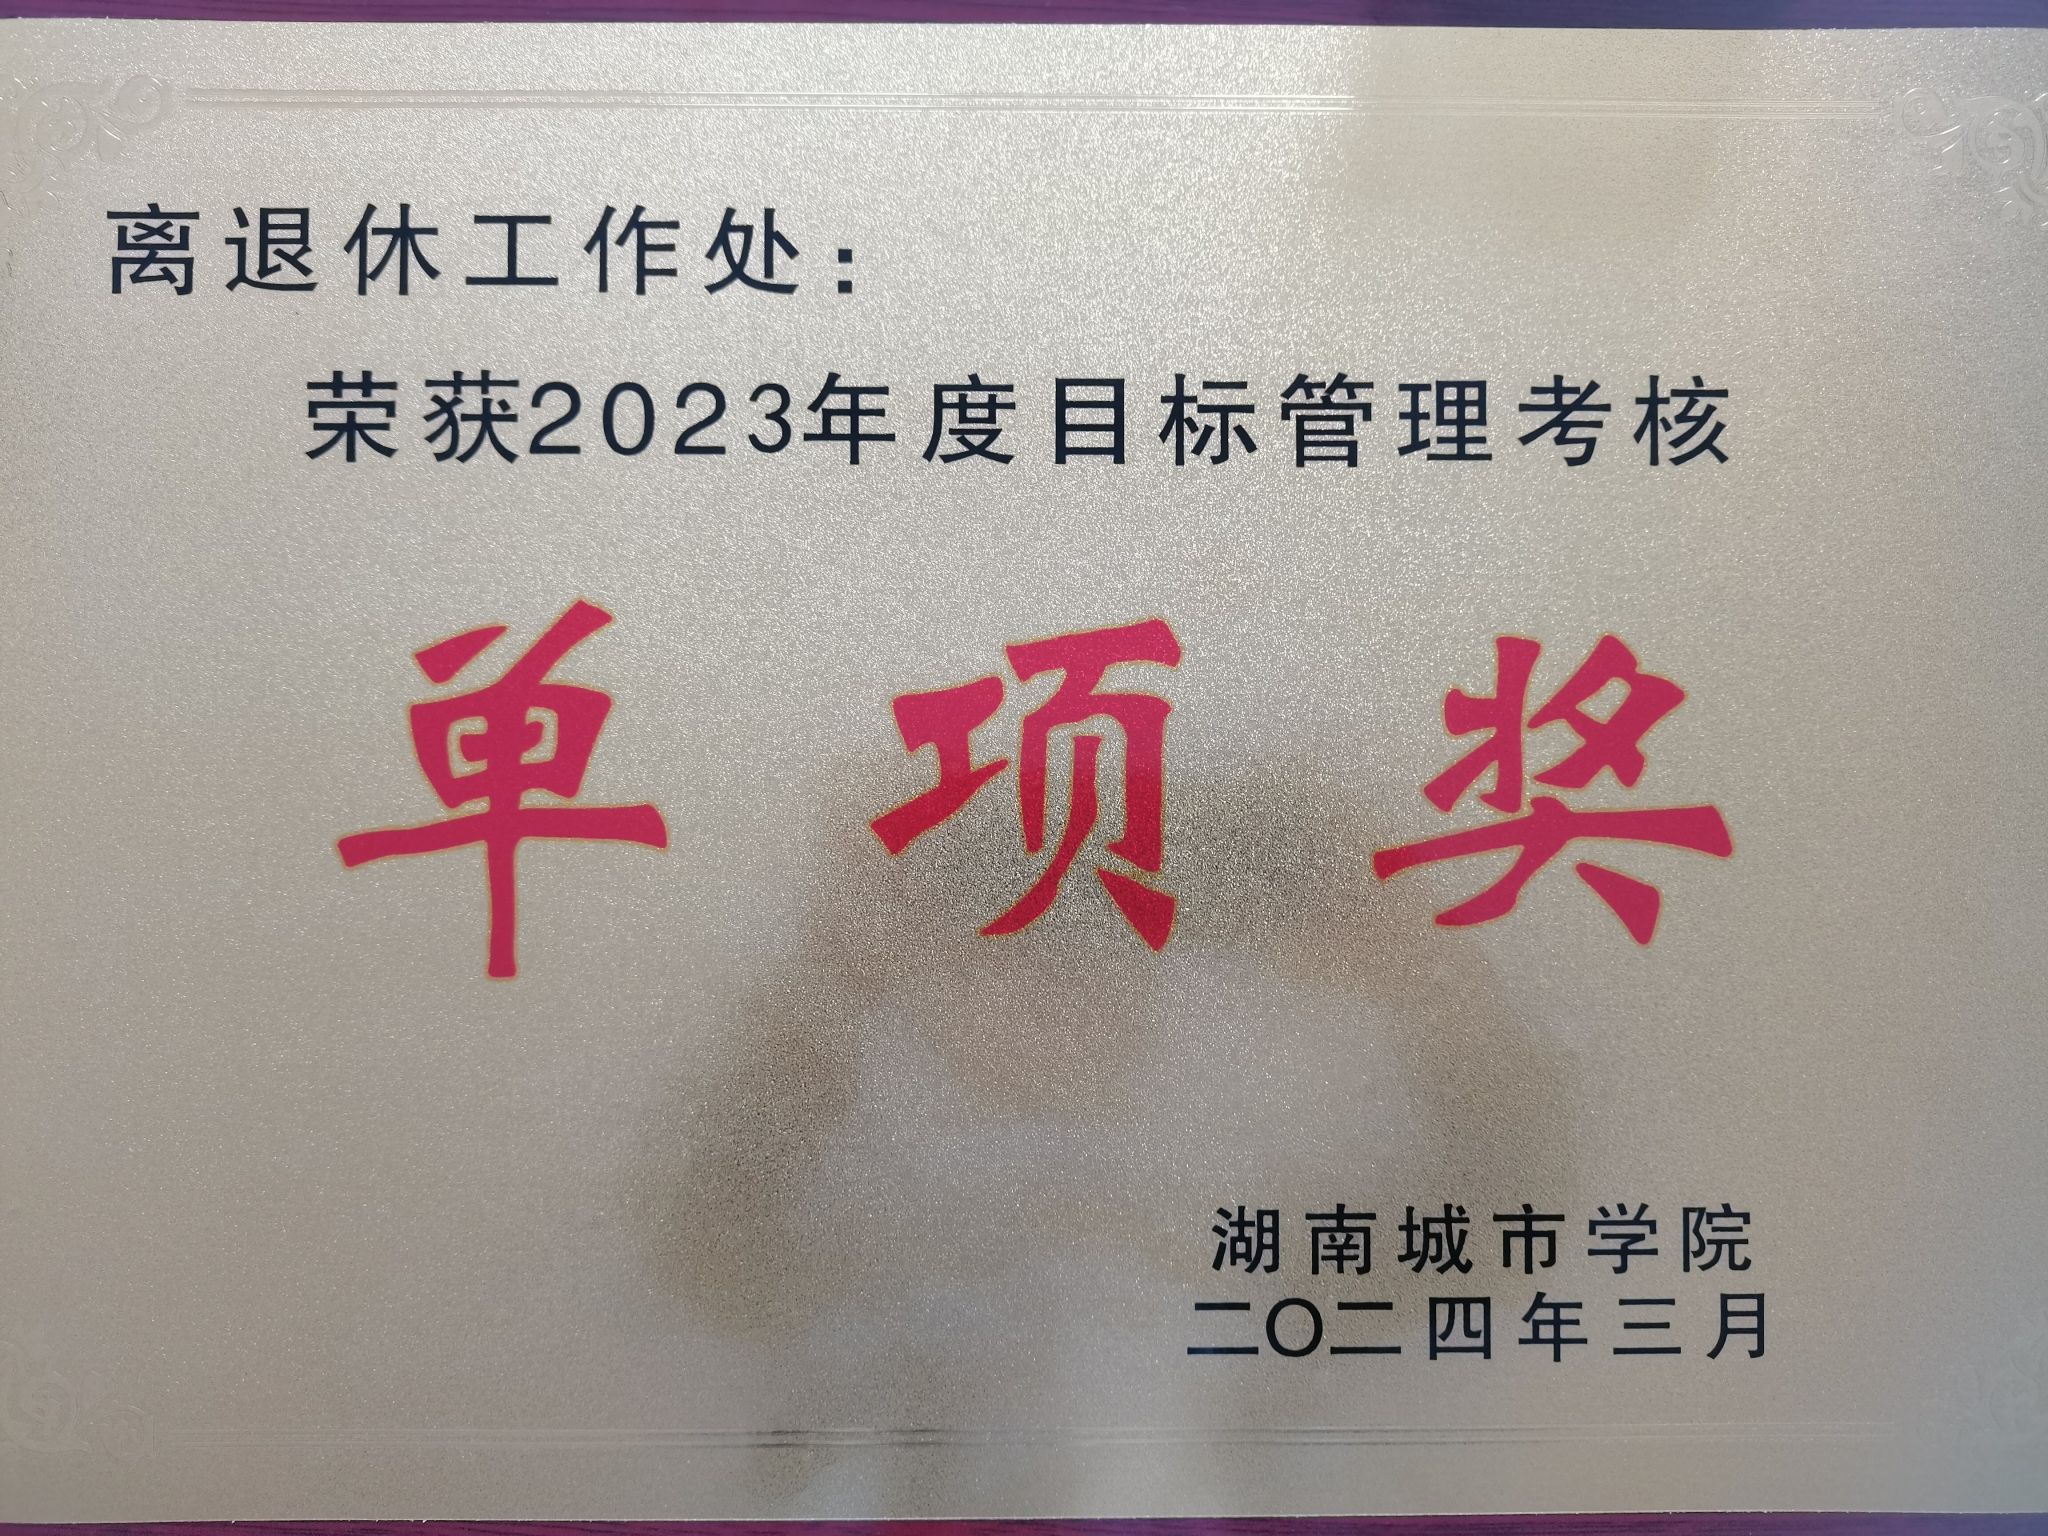 离退休工作处：
荣获2023年度目标管理考核
单项奖
湖南城市学院
二〇二四年三月